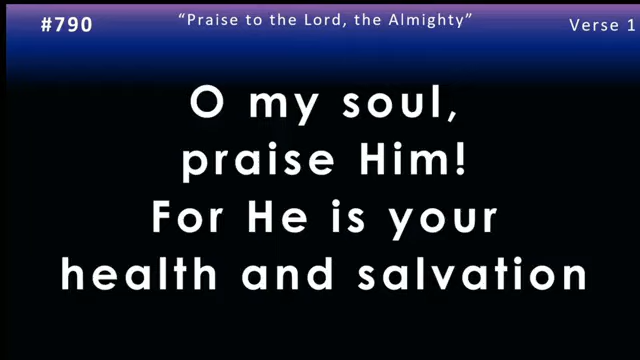 #790
“Praise to the Lord, the Almighty”
Verse 1
O my soul,
praise Him!
For He is your
health and salvation